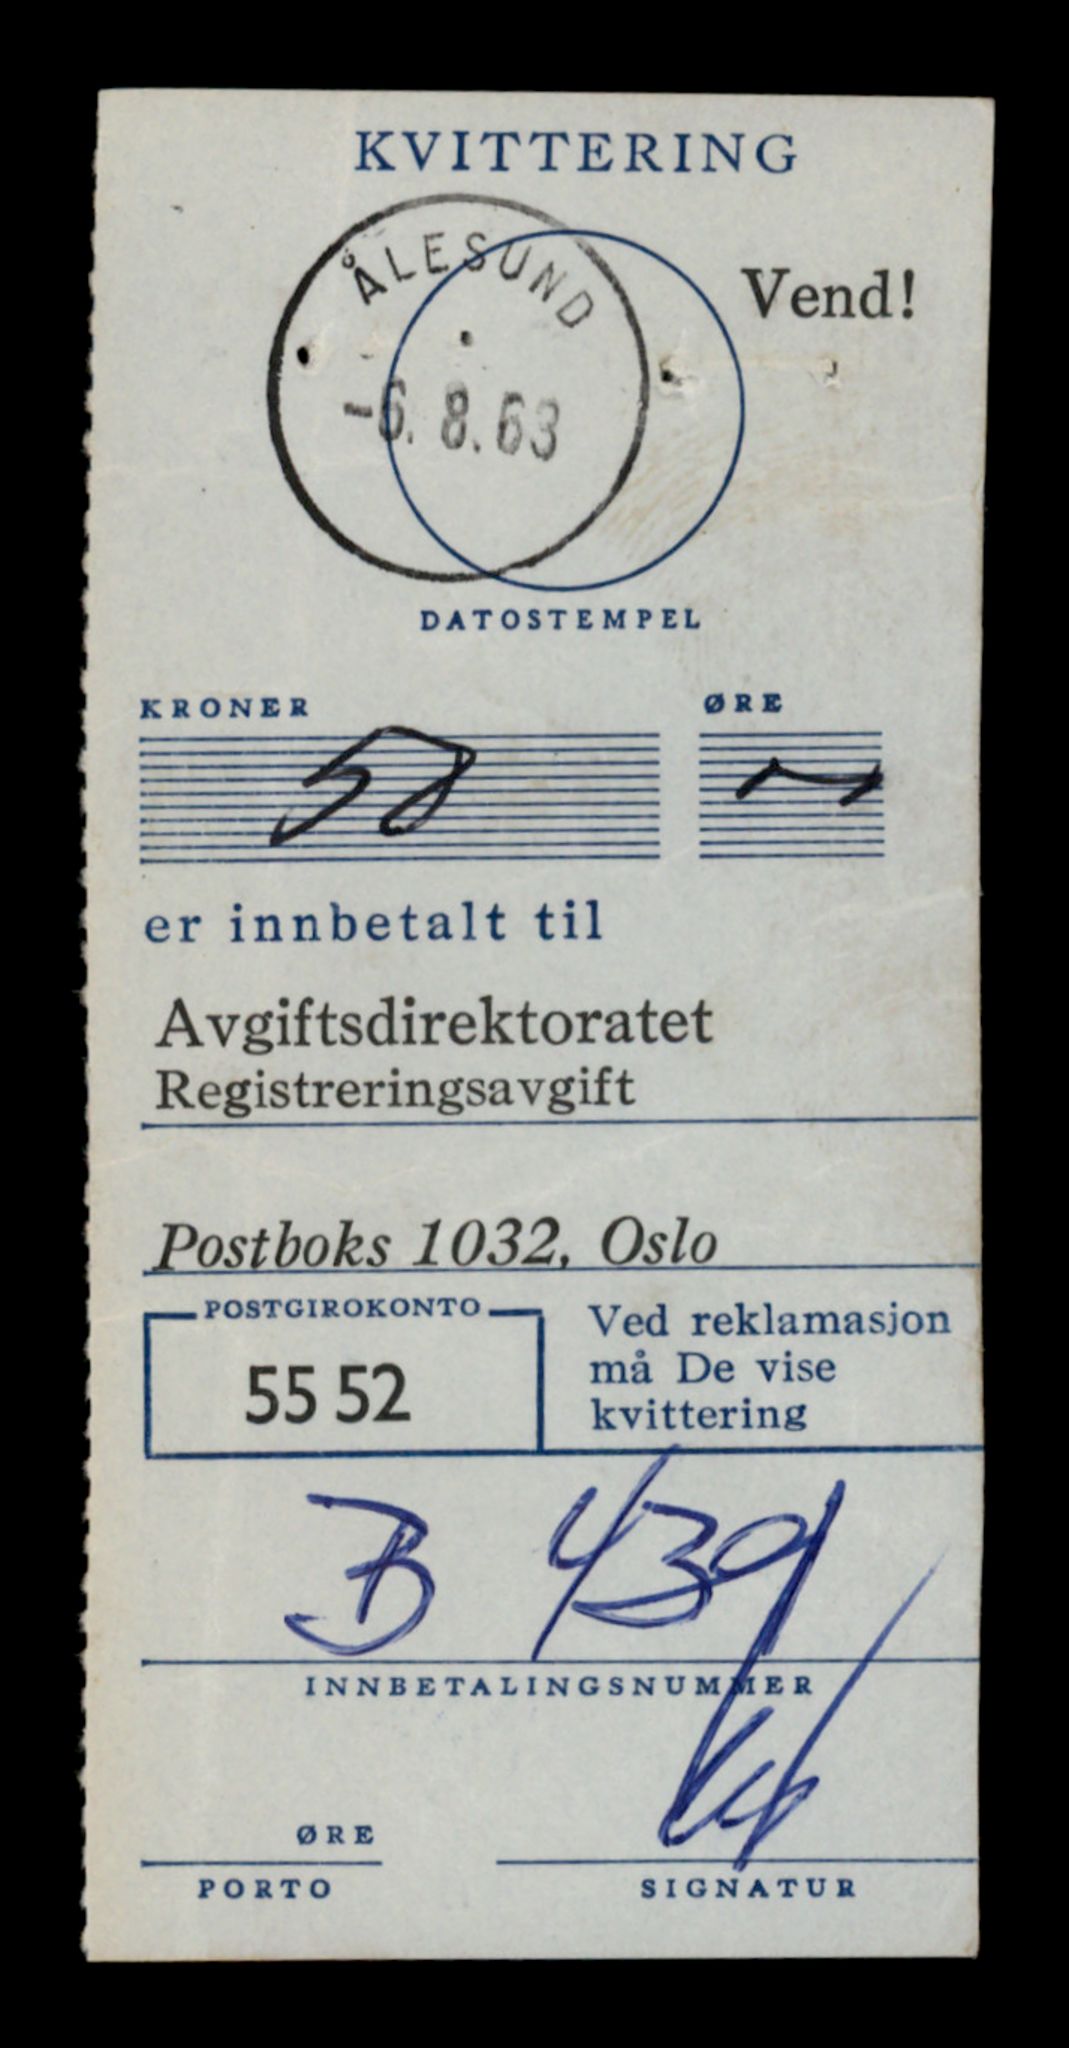 KVITTERING
ÅLESUND
-6.8.63
Vend!
DATOSTEMPEL
KRONER ØRE
58 —
er innbetalt til
Avgiftsdirektoratet
Registreringsavgift
Postboks 1032, Oslo
POSTGIROKONTO
55 52
Ved reklamasjon
må De vise
kvittering
B 439
INNBETALINGSNUMMER
ØRE
PORTO
SIGNATUR